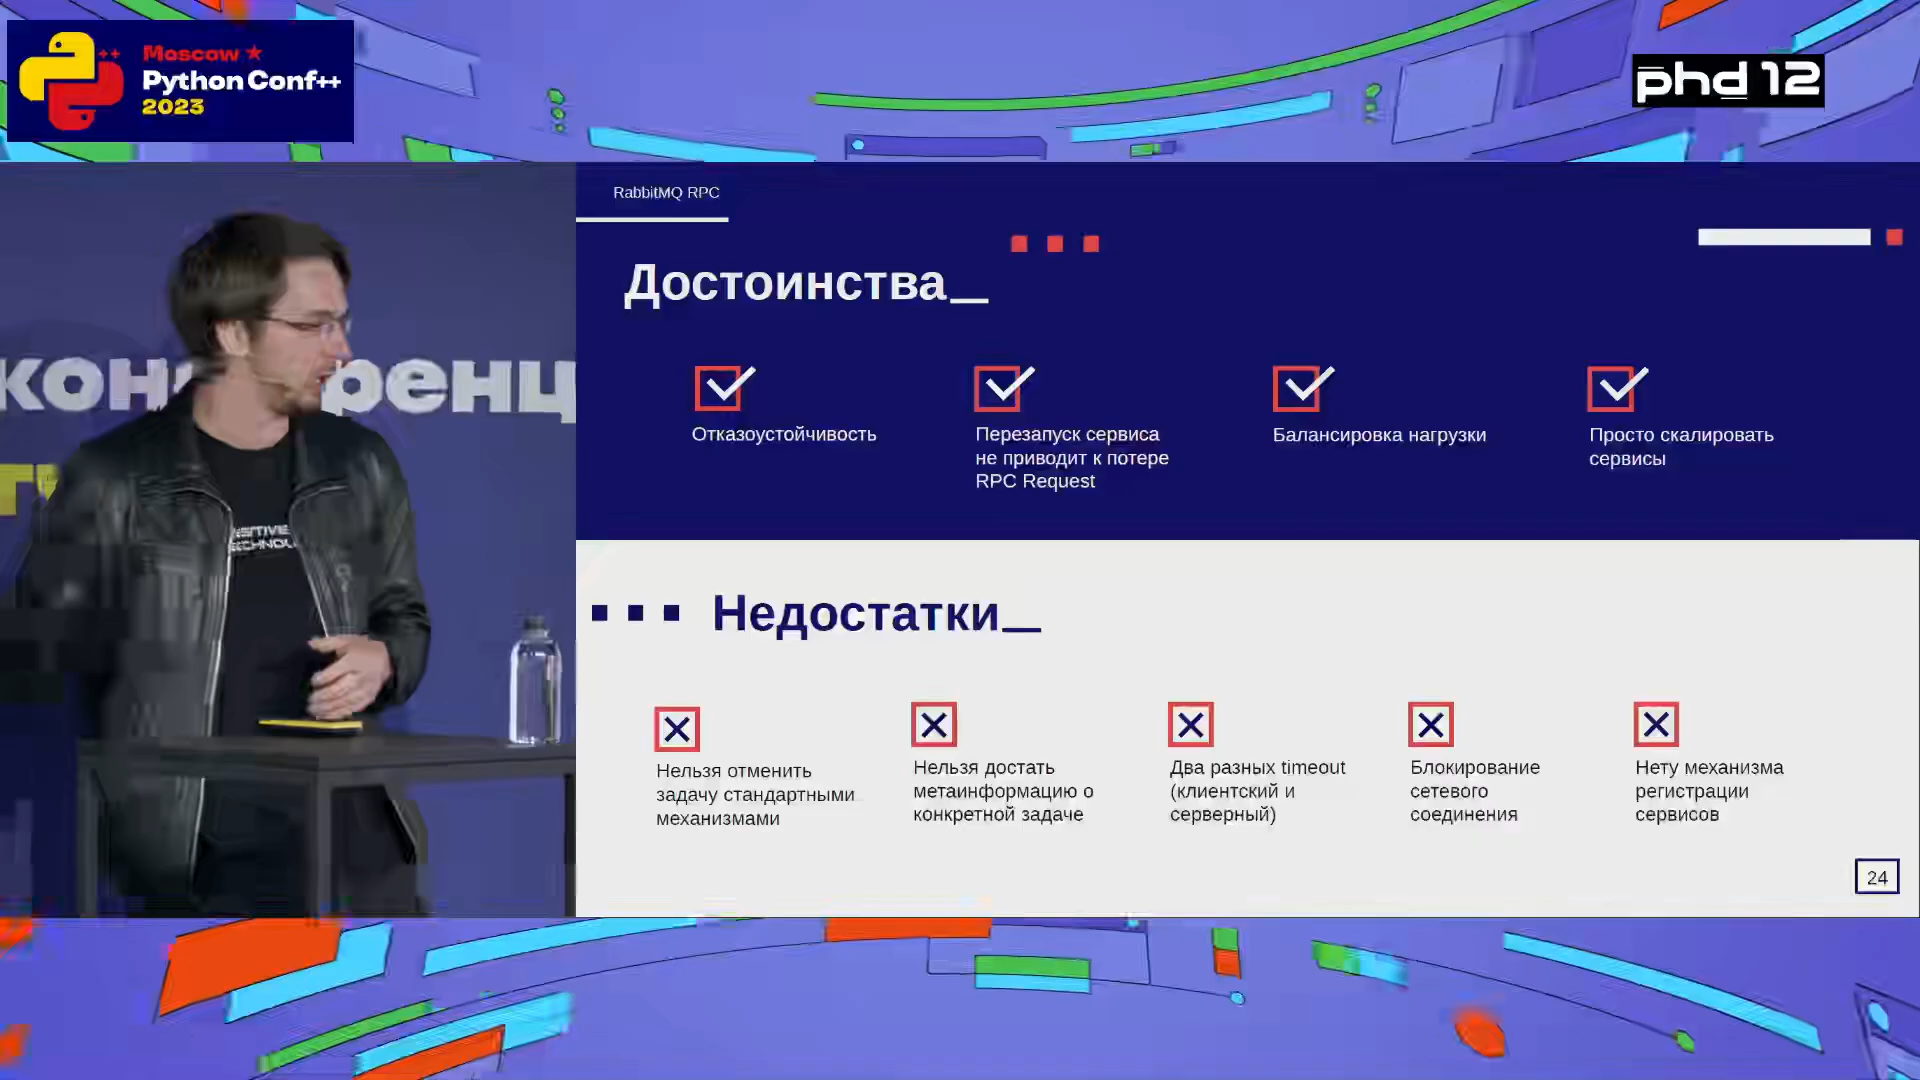 Moscow
Python Conf++
2023
phd 12
RabbitMQ RPC
Достоинства_
Отказоустойчивость
Перезапуск сервиса
не приводит к потере
RPC Request
Балансировка нагрузки
Просто скалировать
сервисы
Недостатки_
Нельзя отменить
задачу стандартными
механизмами
Нельзя достать
метаинформацию о
конкретной задаче
Два разных timeout
(клиентский и
серверный)
Блокирование
сетевого
соединения
Нету механизма
регистрации
сервисов
24